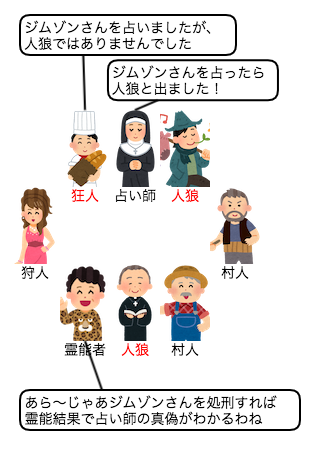 ジムゾンさんを占いましたが、
人狼ではありませんでした
ジムゾンさんを占ったら
人狼と出ました！
狂人
占い師
人狼
狩人
村人
霊能者
人狼
村人
あら〜じゃあジムゾンさんを処刑すれば
霊能結果で占い師の真偽がわかるわね